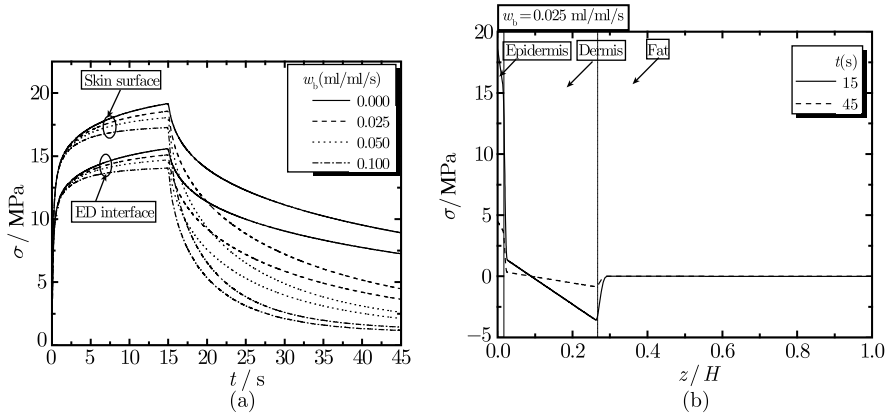 20
15
10
5
0
σ / MPa
Skin surface
ED interface
w_b(ml/ml/s)
0.000
0.025
0.050
0.100
0 5 10 15 20 25 30 35 40 45
t / s
(a)
w_b=0.025 ml/ml/s
20
15
10
5
0
−5
σ/MPa
Epidermis
Dermis
Fat
t(s)
15
45
0.0 0.2 0.4 0.6 0.8 1.0
z / H
(b)